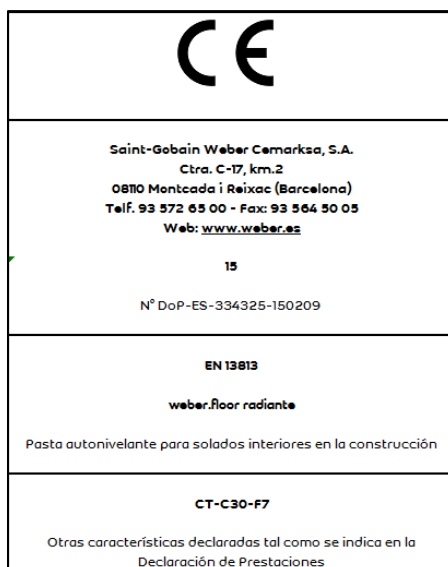 CE
Saint-Gobain Weber Cemarksa, S.A.
Ctra. C-17, km.2
08110 Montcada i Reixac (Barcelona)
Telf. 93 572 65 00 - Fax: 93 564 50 05
Web: www.weber.es
15
Nº DoP-ES-334325-150209
EN 13813
weber.floor radiante
Pasta autonivelante para solados interiores en la construcción
CT-C30-F7
Otras características declaradas tal como se indica en la
Declaración de Prestaciones